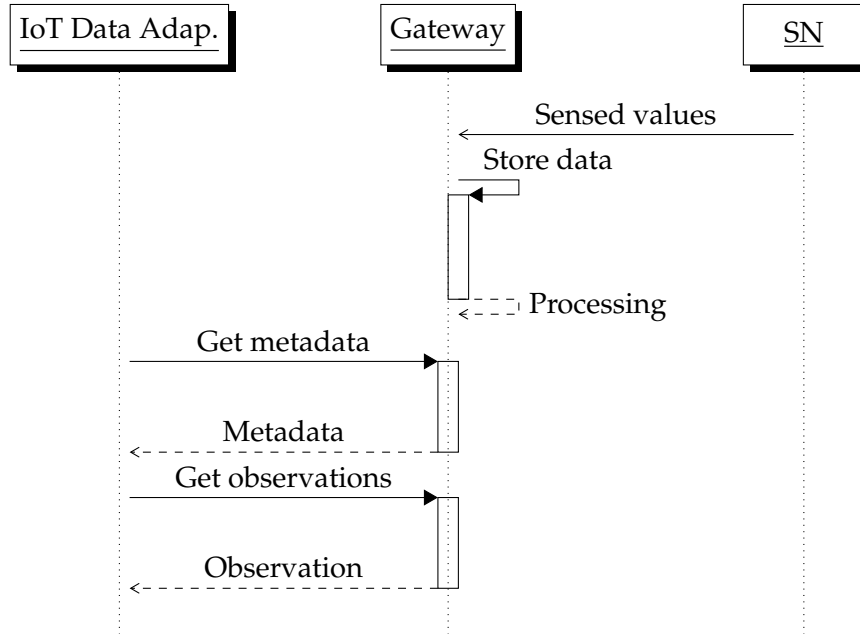 IoT Data Adap.
Gateway
SN
Sensed values
Store data
Processing
Get metadata
Metadata
Get observations
Observation